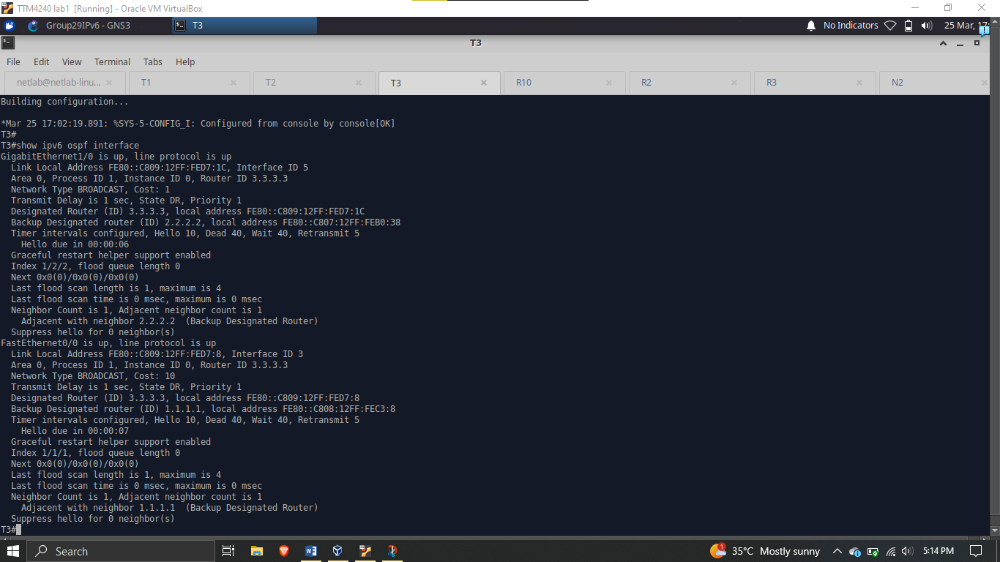 TTM4240 lab1 [Running] - Oracle VM VirtualBox
Group29IPv6 - GNS3
T3
No Indicators
25 Mar, 17:
T3
File Edit View Terminal Tabs Help
netlab@netlab-linu... T1 T2 T3 R10 R2 R3 N2
Building configuration...
*Mar 25 17:02:19.891: %SYS-5-CONFIG_I: Configured from console by console[OK]
T3#
T3#show ipv6 ospf interface
GigabitEthernet1/0 is up, line protocol is up
Link Local Address FE80::C809:12FF:FED7:1C, Interface ID 5
Area 0, Process ID 1, Instance ID 0, Router ID 3.3.3.3
Network Type BROADCAST, Cost: 1
Transmit Delay is 1 sec, State DR, Priority 1
Designated Router (ID) 3.3.3.3, local address FE80::C809:12FF:FED7:1C
Backup Designated router (ID) 2.2.2.2, local address FE80::C807:12FF:FEB0:38
Timer intervals configured, Hello 10, Dead 40, Wait 40, Retransmit 5
Hello due in 00:00:06
Graceful restart helper support enabled
Index 1/2/2, flood queue length 0
Next 0x0(0)/0x0(0)/0x0(0)
Last flood scan length is 1, maximum is 4
Last flood scan time is 0 msec, maximum is 0 msec
Neighbor Count is 1, Adjacent neighbor count is 1
Adjacent with neighbor 2.2.2.2 (Backup Designated Router)
Suppress hello for 0 neighbor(s)
FastEthernet0/0 is up, line protocol is up
Link Local Address FE80::C809:12FF:FED7:8, Interface ID 3
Area 0, Process ID 1, Instance ID 0, Router ID 3.3.3.3
Network Type BROADCAST, Cost: 10
Transmit Delay is 1 sec, State DR, Priority 1
Designated Router (ID) 3.3.3.3, local address FE80::C809:12FF:FED7:8
Backup Designated router (ID) 1.1.1.1, local address FE80::C808:12FF:FEC3:8
Timer intervals configured, Hello 10, Dead 40, Wait 40, Retransmit 5
Hello due in 00:00:07
Graceful restart helper support enabled
Index 1/1/1, flood queue length 0
Next 0x0(0)/0x0(0)/0x0(0)
Last flood scan length is 1, maximum is 4
Last flood scan time is 0 msec, maximum is 0 msec
Neighbor Count is 1, Adjacent neighbor count is 1
Adjacent with neighbor 1.1.1.1 (Backup Designated Router)
Suppress hello for 0 neighbor(s)
T3#
Search
1
35°C Mostly sunny
5:14 PM